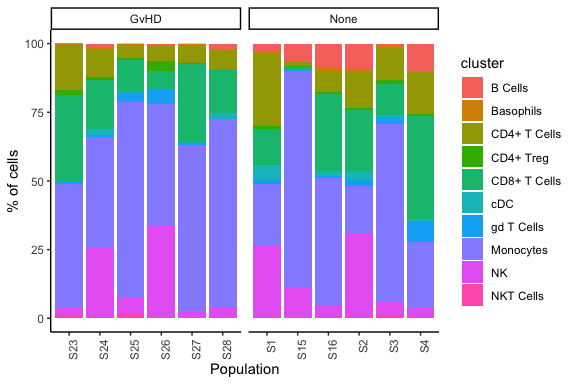 GvHD
None
% of cells
100
75
50
25
0
S23
S24
S25
S26
S27
S28
S1
S15
S16
S2
S3
S4
Population
cluster
B Cells
Basophils
CD4+ T Cells
CD4+ Treg
CD8+ T Cells
cDC
gd T Cells
Monocytes
NK
NKT Cells